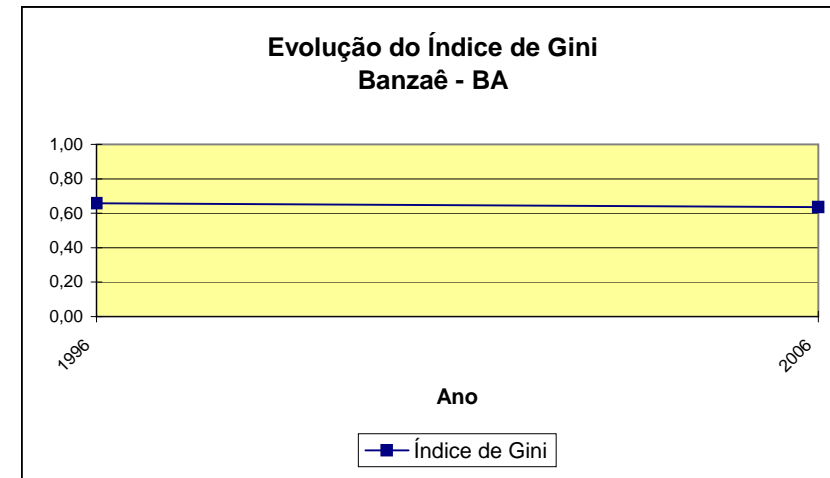 Evolução do Índice de Gini
Banzaê - BA
1,00
0,80
0,60
0,40
0,20
0,00
1996
2006
Ano
Índice de Gini